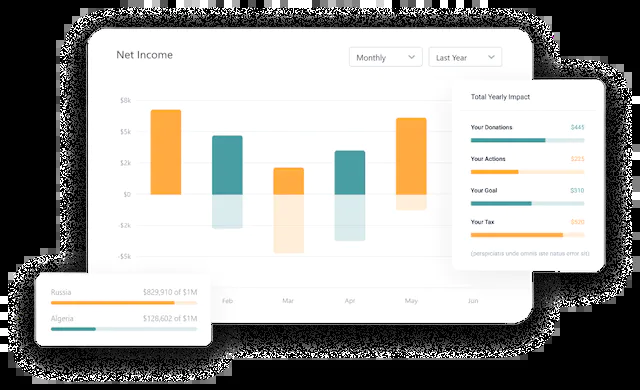 Net Income
Monthly
Last Year
$8k
$5k
$2k
$0
-$2k
-$5k
Feb
Mar
Apr
May
Jun
Total Yearly Impact
Your Donations $445
Your Actions
Your Goal $310
Your Tax $920
(perspiciatis unde omnis iste natus error sit)
Russia $829,910 of $1M
Algeria $128,602 of $1M